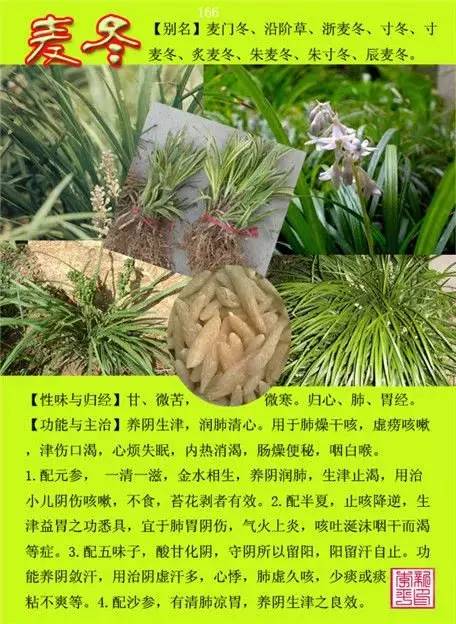 166
麦冬
【别名】麦门冬、沿阶草、浙麦冬、寸冬、寸
麦冬、炙麦冬、朱麦冬、朱寸冬、辰麦冬。
【性味与归经】甘、微苦， 微寒。归心、肺、胃经。
【功能与主治】养阴生津，润肺清心。用于肺燥干咳，虚痨咳嗽
，津伤口渴，心烦失眠，内热消渴，肠燥便秘，咽白喉。
1.配元参， 一清一滋，金水相生，养阴润肺，生津止渴，用治
小儿阴伤咳嗽，不食，苔花剥者有效。2.配半夏，止咳降逆，生
津益胃之功悉具，宜于肺胃阴伤，气火上炎，咳吐涎沫咽干而渴
等症。3.配五味子，酸甘化阴，守阴所以留阳，阳留汗自止。功
能养阴敛汗，用治阴虚汗多，心悸，肺虚久咳，少痰或痰
粘不爽等。4.配沙参，有清肺凉胃，养阴生津之良效。